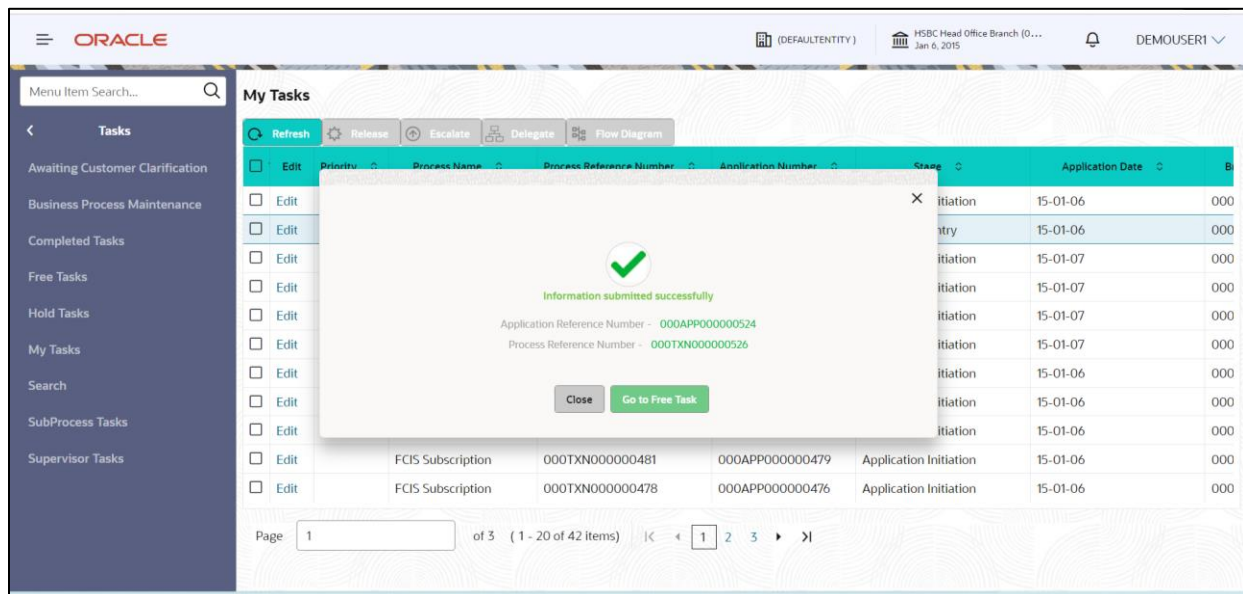 ORACLE
(DEFAULTENTITY)
HSBC Head Office Branch (0...
Jan 6, 2015
DEMOUSER1
Menu Item Search...
Tasks
Awaiting Customer Clarification
Business Process Maintenance
Completed Tasks
Free Tasks
Hold Tasks
My Tasks
Search
SubProcess Tasks
Supervisor Tasks
My Tasks
Refresh Release Escalate Delegate Flow Diagram
Edit Priority Process Name Process Reference Number Application Number Stage Application Date
Edit itiation 15-01-06 000
Edit ntry 15-01-06 000
Edit itiation 15-01-07 000
Edit itiation 15-01-07 000
Edit itiation 15-01-07 000
Edit itiation 15-01-07 000
Edit itiation 15-01-06 000
Edit itiation 15-01-06 000
Edit itiation 15-01-06 000
Edit FCIS Subscription 000TXN000000481 000APP000000479 Application Initiation 15-01-06 000
Edit FCIS Subscription 000TXN000000478 000APP000000476 Application Initiation 15-01-06 000
Information submitted successfully
Application Reference Number - 000APP000000524
Process Reference Number - 000TXN000000526
Close Go to Free Task
Page 1 of 3 (1 - 20 of 42 items) 1 2 3